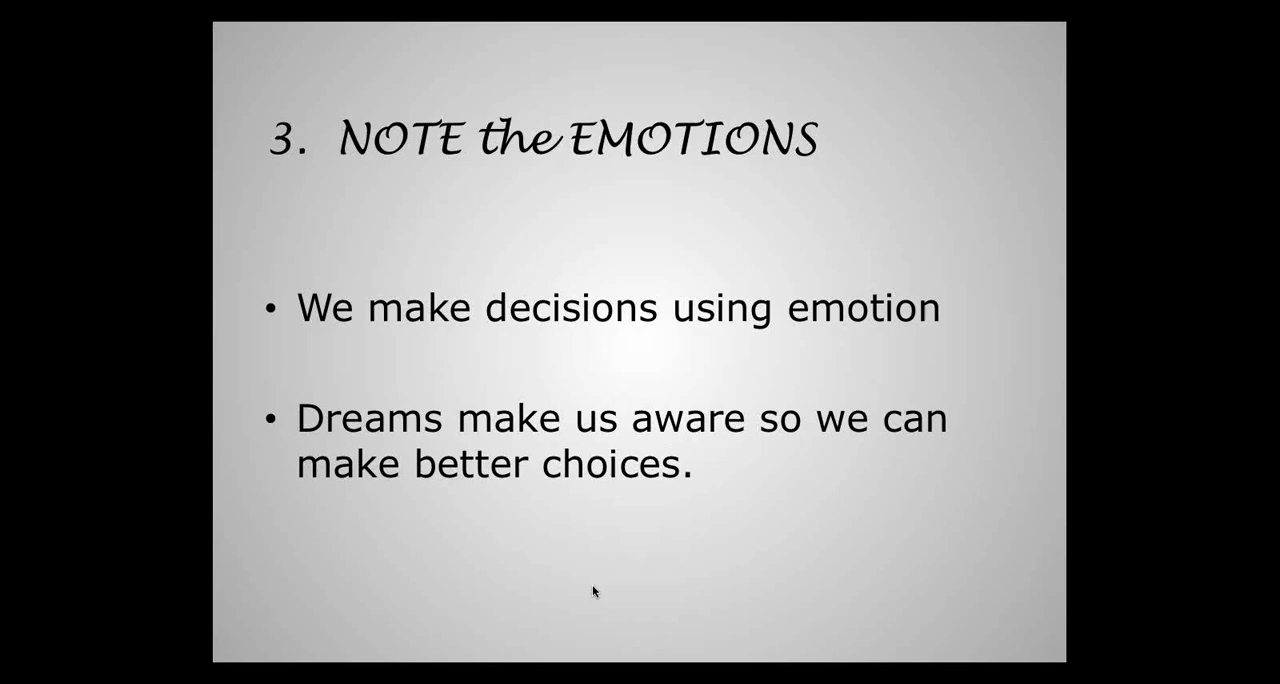 3. NOTE the EMOTIONS
• We make decisions using emotion
• Dreams make us aware so we can
make better choices.